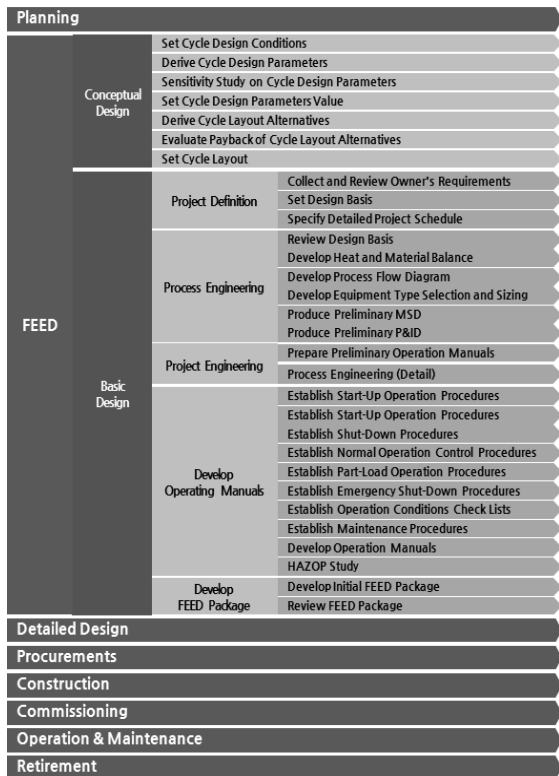 Planning
FEED
Conceptual
Design
Set Cycle Design Conditions
Derive Cycle Design Parameters
Sensitivity Study on Cycle Design Parameters
Set Cycle Design Parameters Value
Derive Cycle Layout Alternatives
Evaluate Payback of Cycle Layout Alternatives
Set Cycle Layout
Basic
Design
Project Definition
Collect and Review Owner's Requirements
Set Design Basis
Specify Detailed Project Schedule
Process Engineering
Review Design Basis
Develop Heat and Material Balance
Develop Process Flow Diagram
Develop Equipment Type Selection and Sizing
Produce Preliminary MSD
Produce Preliminary P&ID
Project Engineering
Prepare Preliminary Operation Manuals
Process Engineering (Detail)
Develop
Operating Manuals
Establish Start-Up Operation Procedures
Establish Start-Up Operation Procedures
Establish Shut-Down Procedures
Establish Normal Operation Control Procedures
Establish Part-Load Operation Procedures
Establish Emergency Shut-Down Procedures
Establish Operation Conditions Check Lists
Establish Maintenance Procedures
Develop Operation Manuals
HAZOP Study
Develop
FEED Package
Develop Initial FEED Package
Review FEED Package
Detailed Design
Procurements
Construction
Commissioning
Operation & Maintenance
Retirement